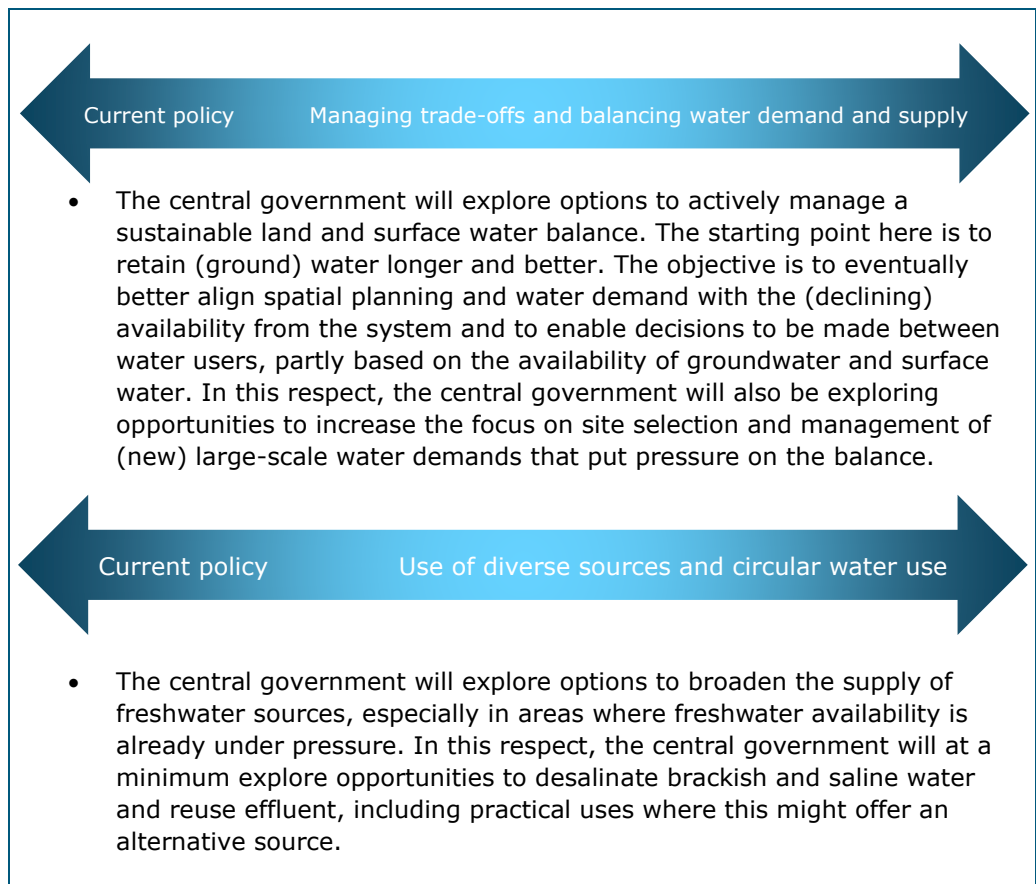 Current policy Managing trade-offs and balancing water demand and supply
• The central government will explore options to actively manage a
sustainable land and surface water balance. The starting point here is to
retain (ground) water longer and better. The objective is to eventually
better align spatial planning and water demand with the (declining)
availability from the system and to enable decisions to be made between
water users, partly based on the availability of groundwater and surface
water. In this respect, the central government will also be exploring
opportunities to increase the focus on site selection and management of
(new) large-scale water demands that put pressure on the balance.
Current policy Use of diverse sources and circular water use
• The central government will explore options to broaden the supply of
freshwater sources, especially in areas where freshwater availability is
already under pressure. In this respect, the central government will at a
minimum explore opportunities to desalinate brackish and saline water
and reuse effluent, including practical uses where this might offer an
alternative source.